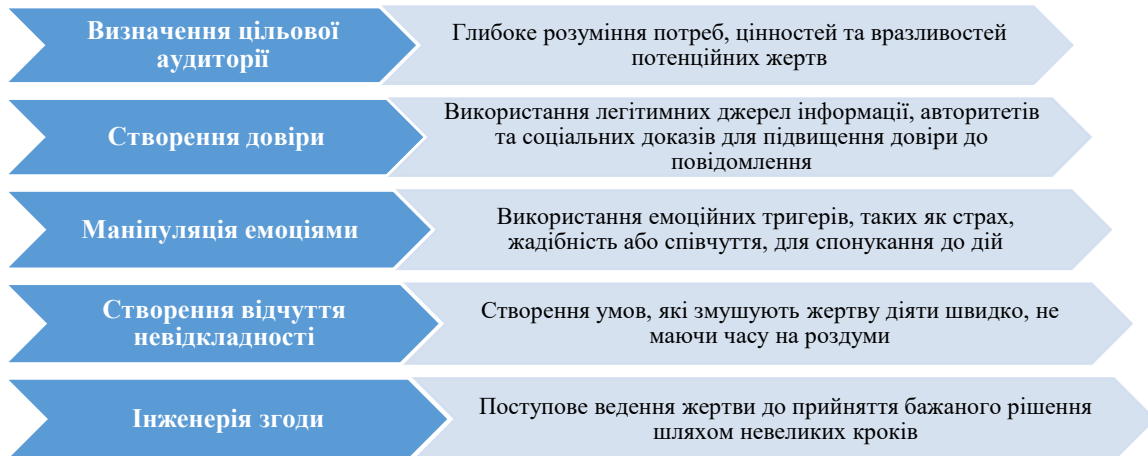 Визначення цільової
аудиторії
Глибоке розуміння потреб, цінностей та вразливостей
потенційних жертв
Створення довіри
Використання легітимних джерел інформації, авторитетів
та соціальних доказів для підвищення довіри до
повідомлення
Маніпуляція емоціями
Використання емоційних тригерів, таких як страх,
жадібність або співчуття, для спонукання до дій
Створення відчуття
невідкладності
Створення умов, які змушують жертву діяти швидко, не
маючи часу на роздуми
Інженерія згоди
Поступове ведення жертви до прийняття бажаного рішення
шляхом невеликих кроків